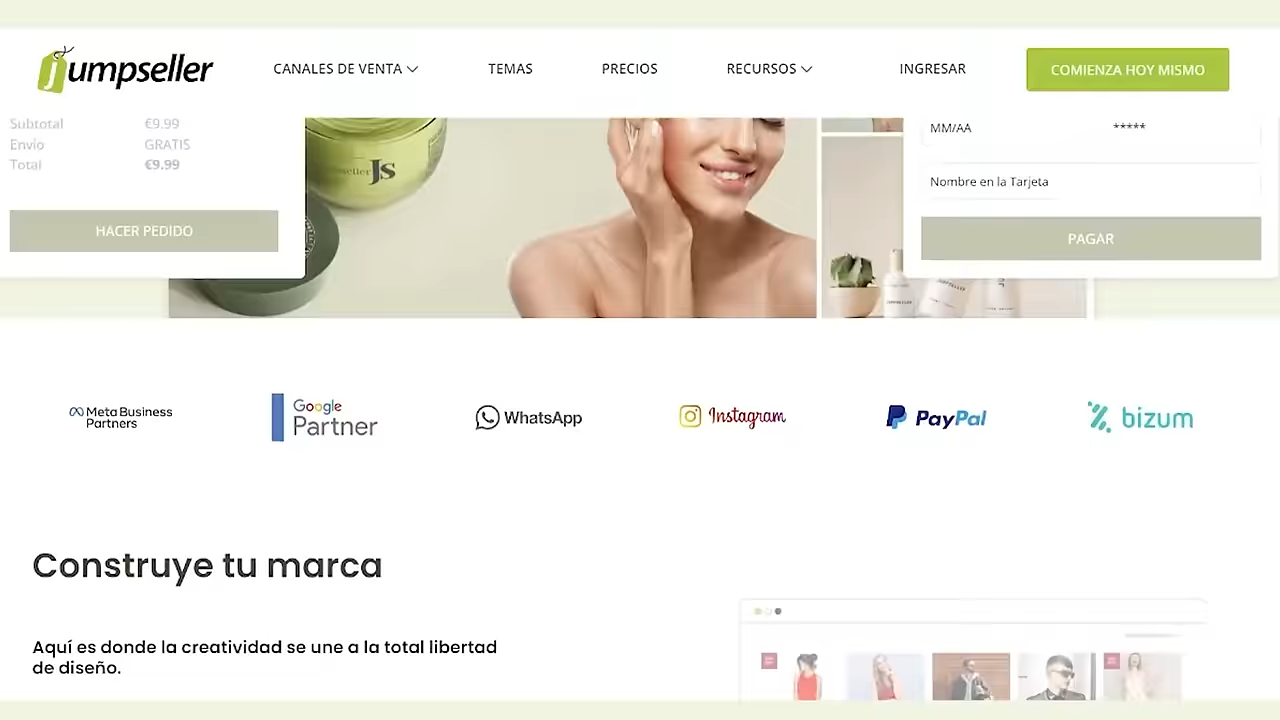 jumpseller
CANALES DE VENTA
TEMAS
PRECIOS
RECURSOS
INGRESAR
COMIENZA HOY MISMO
Subtotal €9.99
Envío GRATIS
Total €9.99
HACER PEDIDO
JS
MM/AA *****
Nombre en la Tarjeta
PAGAR
Meta Business
Partners
Google
Partner
WhatsApp
Instagram
PayPal
bizum
Construye tu marca
Aquí es donde la creatividad se une a la total libertad
de diseño.